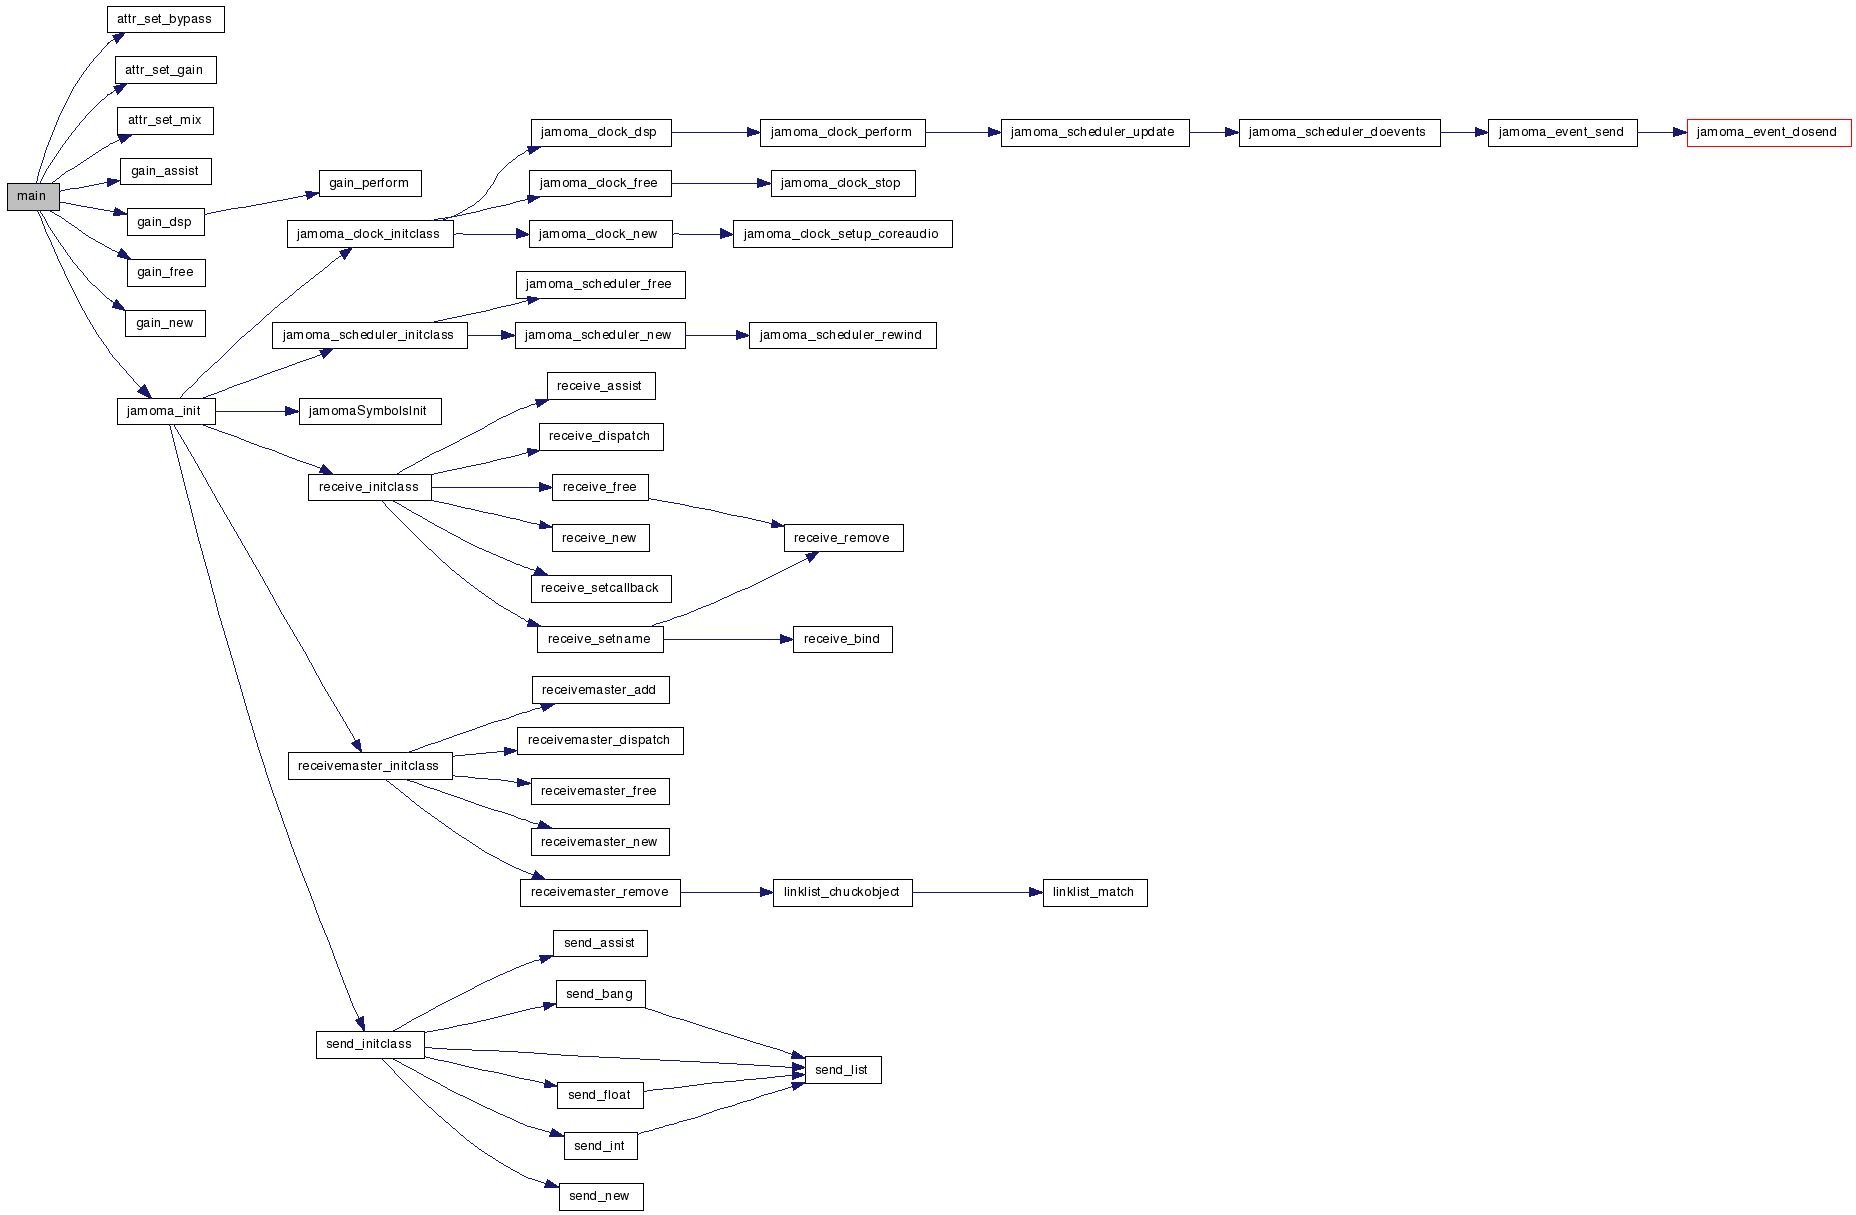 attr_set_bypass
attr_set_gain
attr_set_mix
jamoma_clock_dsp
jamoma_clock_perform
jamoma_scheduler_update
jamoma_scheduler_doevents
jamoma_event_send
jamoma_event_dosend
gain_assist
gain_perform
jamoma_clock_free
jamoma_clock_stop
main
gain_dsp
jamoma_clock_initclass
jamoma_clock_new
jamoma_clock_setup_coreaudio
gain_free
jamoma_scheduler_free
gain_new
jamoma_scheduler_initclass
jamoma_scheduler_new
jamoma_scheduler_rewind
receive_assist
jamoma_init
jamomaSymbolsInit
receive_dispatch
receive_initclass
receive_free
receive_new
receive_remove
receive_setcallback
receive_setname
receive_bind
receivemaster_add
receivemaster_dispatch
receivemaster_initclass
receivemaster_free
receivemaster_new
receivemaster_remove
linklist_chuckobject
linklist_match
send_assist
send_bang
send_initclass
send_list
send_float
send_int
send_new